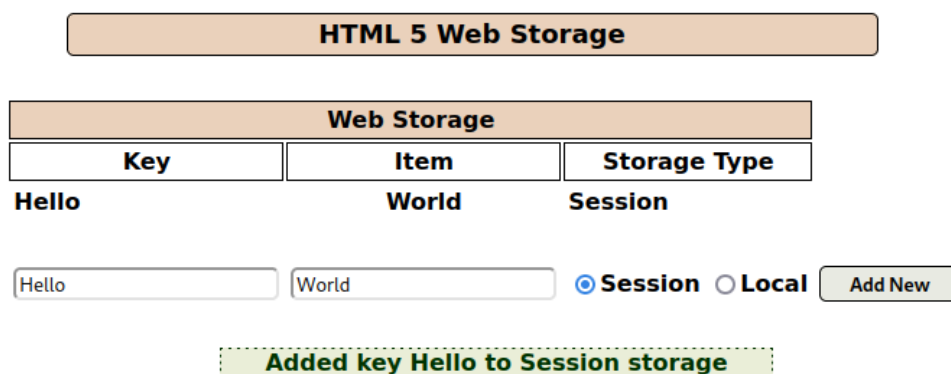 HTML 5 Web Storage
Web Storage
Key Item Storage Type
Hello World Session
Hello World Session Local Add New
Added key Hello to Session storage